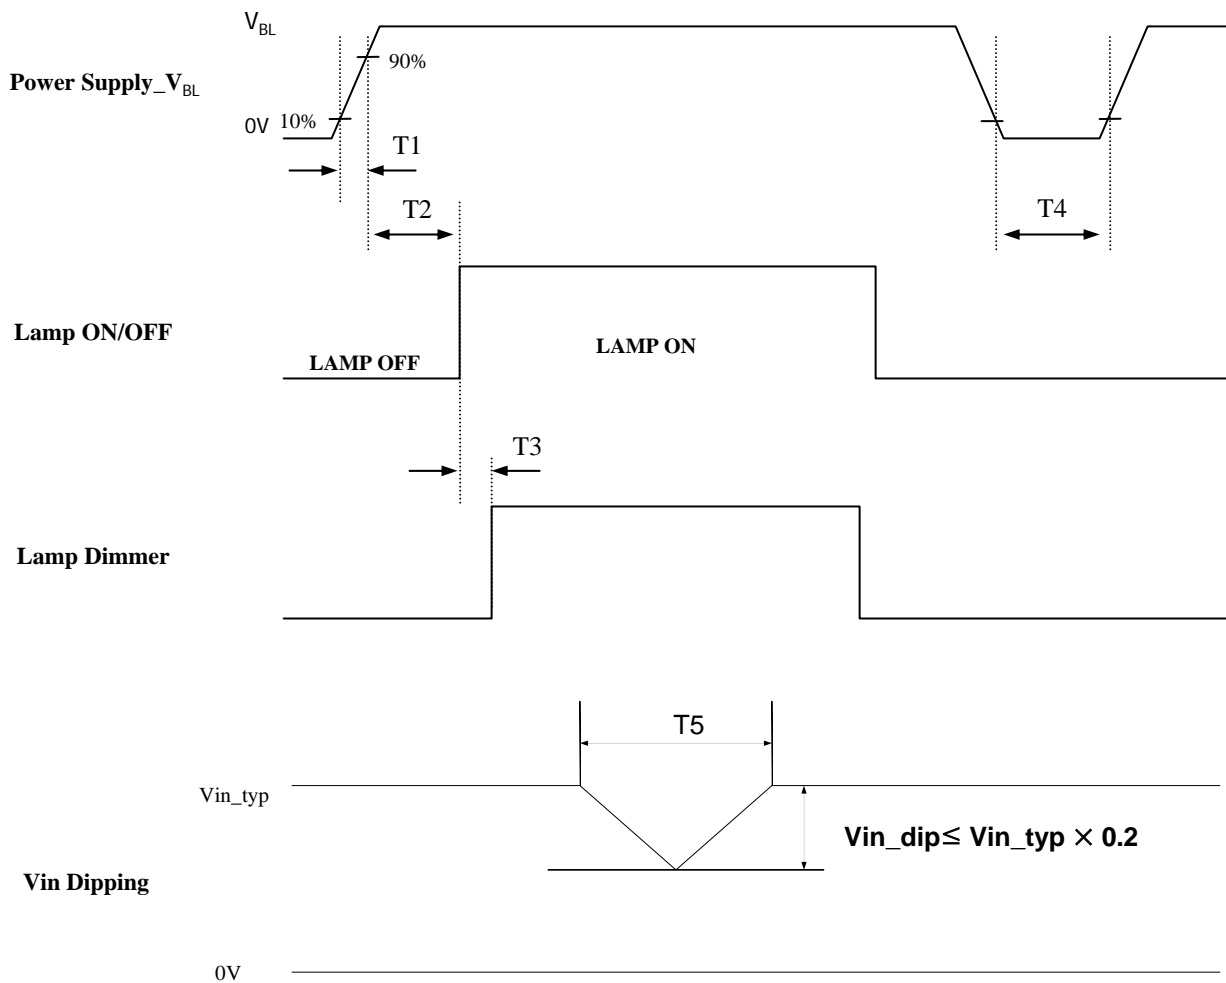 V_BL
90%
Power Supply_V_BL
0V 10%
T1
T2
T4
Lamp ON/OFF
LAMP OFF
LAMP ON
T3
Lamp Dimmer
T5
Vin_typ
Vin_dip≤ Vin_typ × 0.2
Vin Dipping
0V